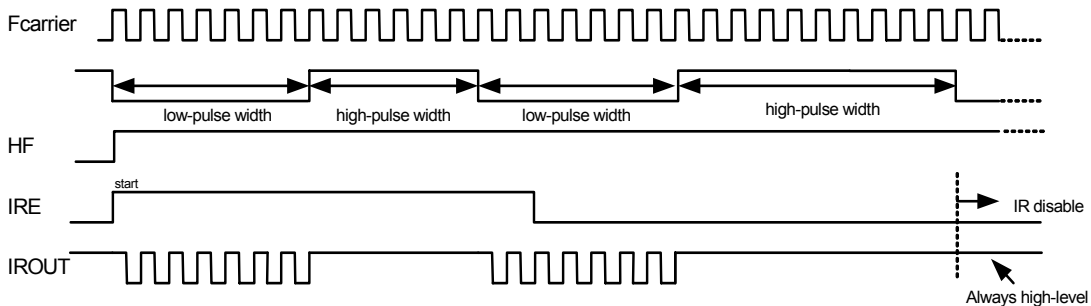 Fcarrier
low-pulse width
high-pulse width
low-pulse width
high-pulse width
HF
start
IRE
IR disable
IROUT
Always high-level